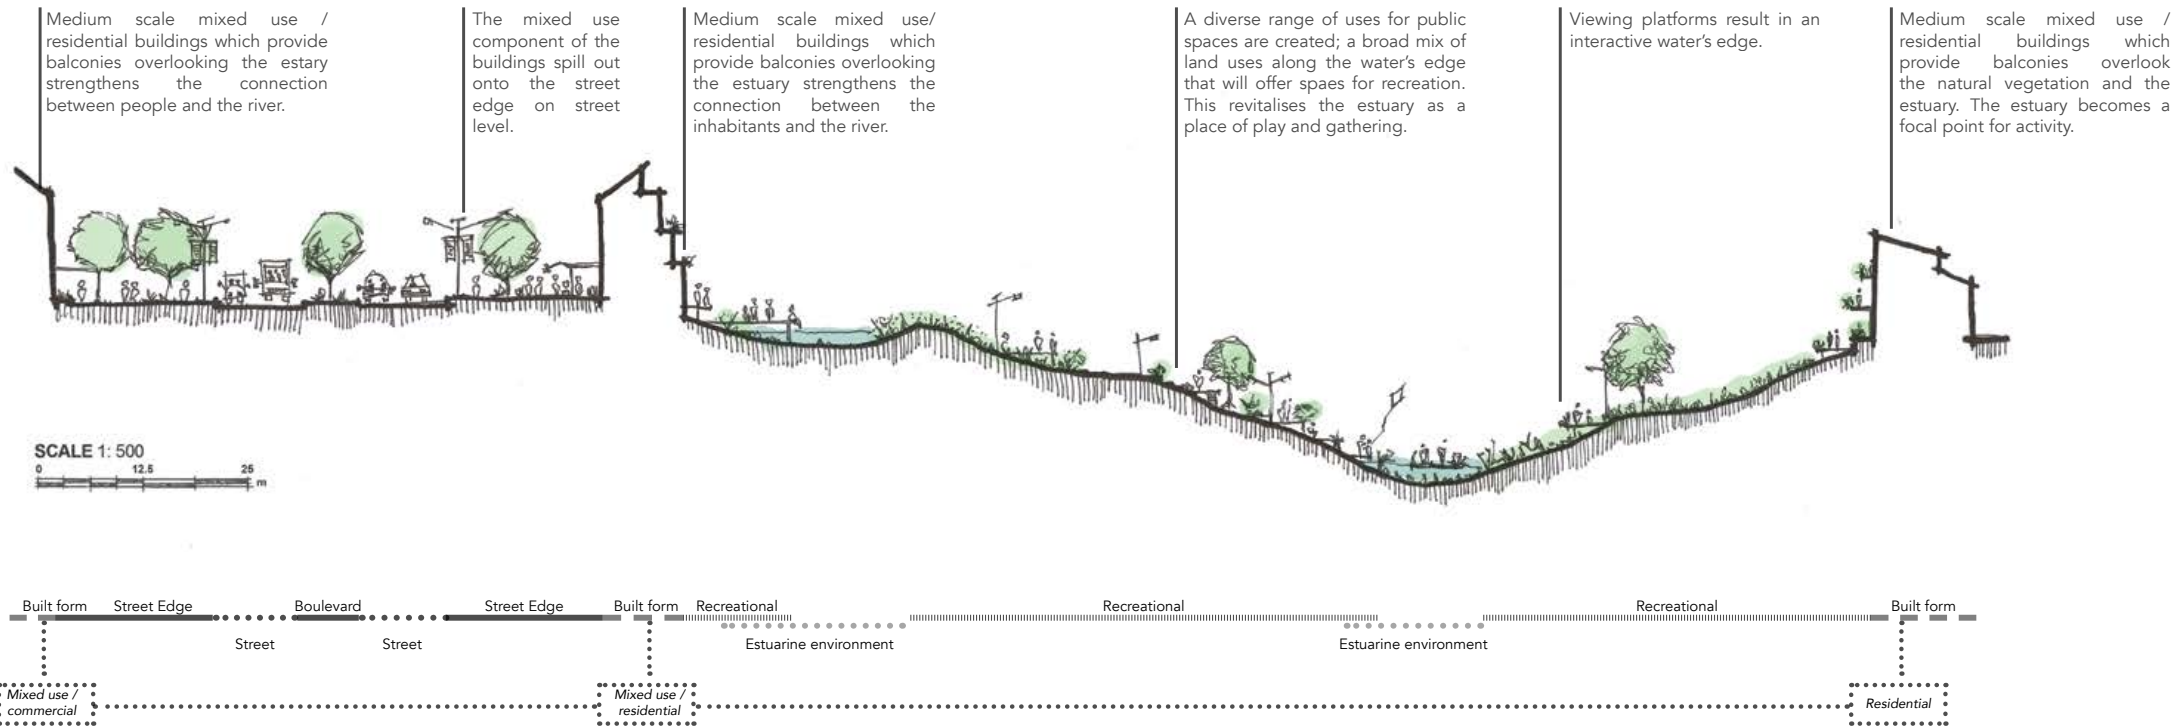 Medium scale mixed use /
residential buildings which provide
balconies overlooking the estary
strengthens the connection
between people and the river.
The mixed use
component of the
buildings spill out
onto the street
edge on street
level.
Medium scale mixed use/
residential buildings which
provide balconies overlooking
the estuary strengthens the
connection between the
inhabitants and the river.
A diverse range of uses for public
spaces are created; a broad mix of
land uses along the water's edge
that will offer spaes for recreation.
This revitalises the estuary as a
place of play and gathering.
Viewing platforms result in an
interactive water's edge.
Medium scale mixed use /
residential buildings which
provide balconies overlook
the natural vegetation and the
estuary. The estuary becomes a
focal point for activity.
SCALE 1: 500
0 12.5 25
m
Built form Street Edge Boulevard Street Edge Built form Recreational Recreational Recreational Built form
Street Street Estuarine environment Estuarine environment
Mixed use /
commercial
Mixed use /
residential
Residential